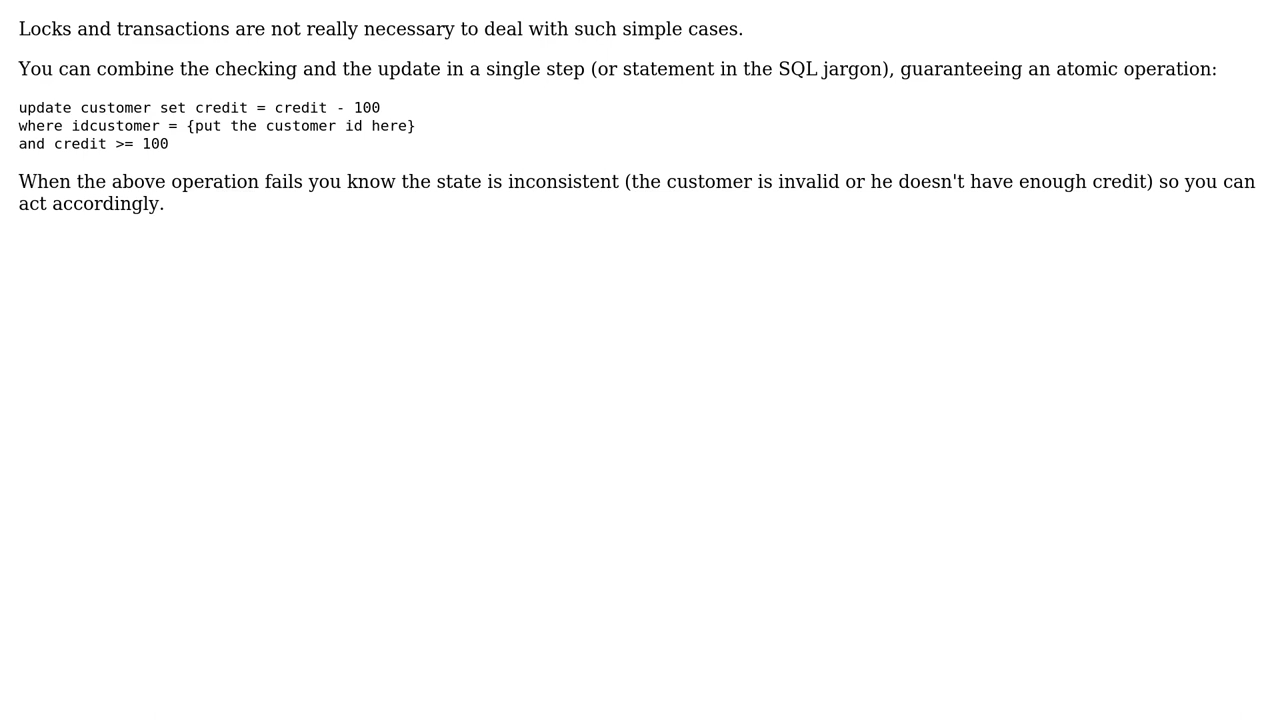 Locks and transactions are not really necessary to deal with such simple cases.
You can combine the checking and the update in a single step (or statement in the SQL jargon), guaranteeing an atomic operation:
update customer set credit = credit - 100
where idcustomer = {put the customer id here}
and credit >= 100
When the above operation fails you know the state is inconsistent (the customer is invalid or he doesn't have enough credit) so you can
act accordingly.